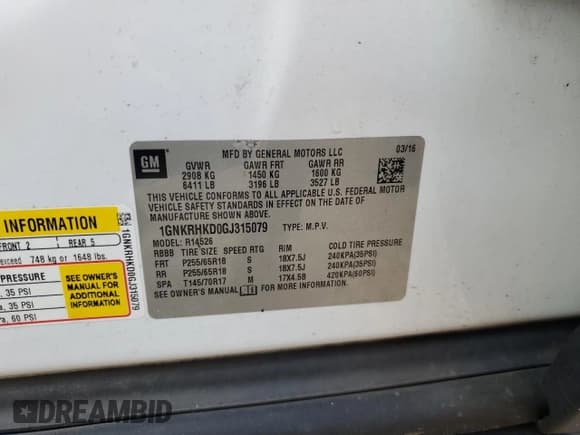 GM
MFD BY GENERAL MOTORS LLC
03/16
GVWR GAWR FRT GAWR RR
2908 KG 1450 KG 1600 KG
6411 LB 3196 LB 3527 LB
THIS VEHICLE CONFORMS TO ALL APPLICABLE U.S. FEDERAL MOTOR
VEHICLE SAFETY STANDARDS IN EFFECT ON THE DATE OF
MANUFACTURE SHOWN ABOVE.
1GNKRHKD0GJ315079 TYPE: M.P.V.
MODEL: R14526
RBBB TIRE SIZE SPEED RTG RIM COLD TIRE PRESSURE
FRT P255/65R18 S 18X7.5J 240KPA(35PSI)
RR P255/65R18 S 18X7.5J 240KPA(35PSI)
SPA T145/70R17 M 17X4.5B 420KPA(60PSI)
SEE OWNER'S MANUAL FOR MORE INFORMATION.
INFORMATION
FRONT 2 REAR 5
exceed 748 kg or 1648 lbs.
PRESSURE
, 35 PSI
a, 35 PSI
a, 60 PSI
SEE OWNER'S
MANUAL FOR
ADDITIONAL
INFORMATION
1GNKRHKD0GJ315079
DREAMBID